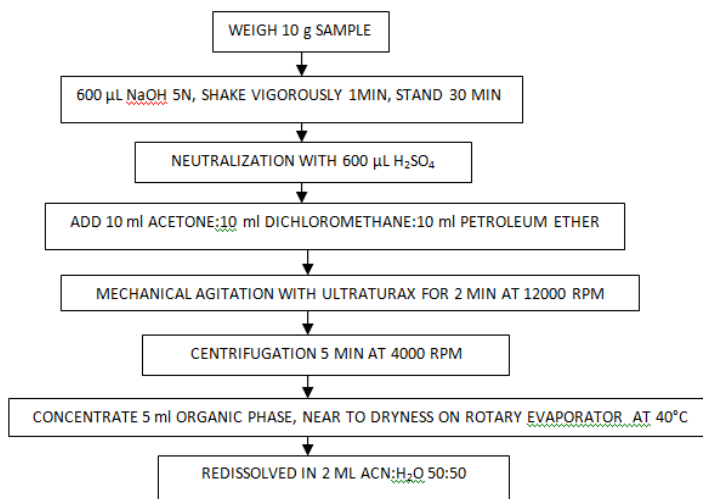 WEIGH 10 g SAMPLE
600 µL NaOH 5N, SHAKE VIGOROUSLY 1MIN, STAND 30 MIN
NEUTRALIZATION WITH 600 µL H₂SO₄
ADD 10 ml ACETONE:10 ml DICHLOROMETHANE:10 ml PETROLEUM ETHER
MECHANICAL AGITATION WITH ULTRATURAX FOR 2 MIN AT 12000 RPM
CENTRIFUGATION 5 MIN AT 4000 RPM
CONCENTRATE 5 ml ORGANIC PHASE, NEAR TO DRYNESS ON ROTARY EVAPORATOR AT 40°C
REDISSOLVED IN 2 ML ACN:H₂O 50:50